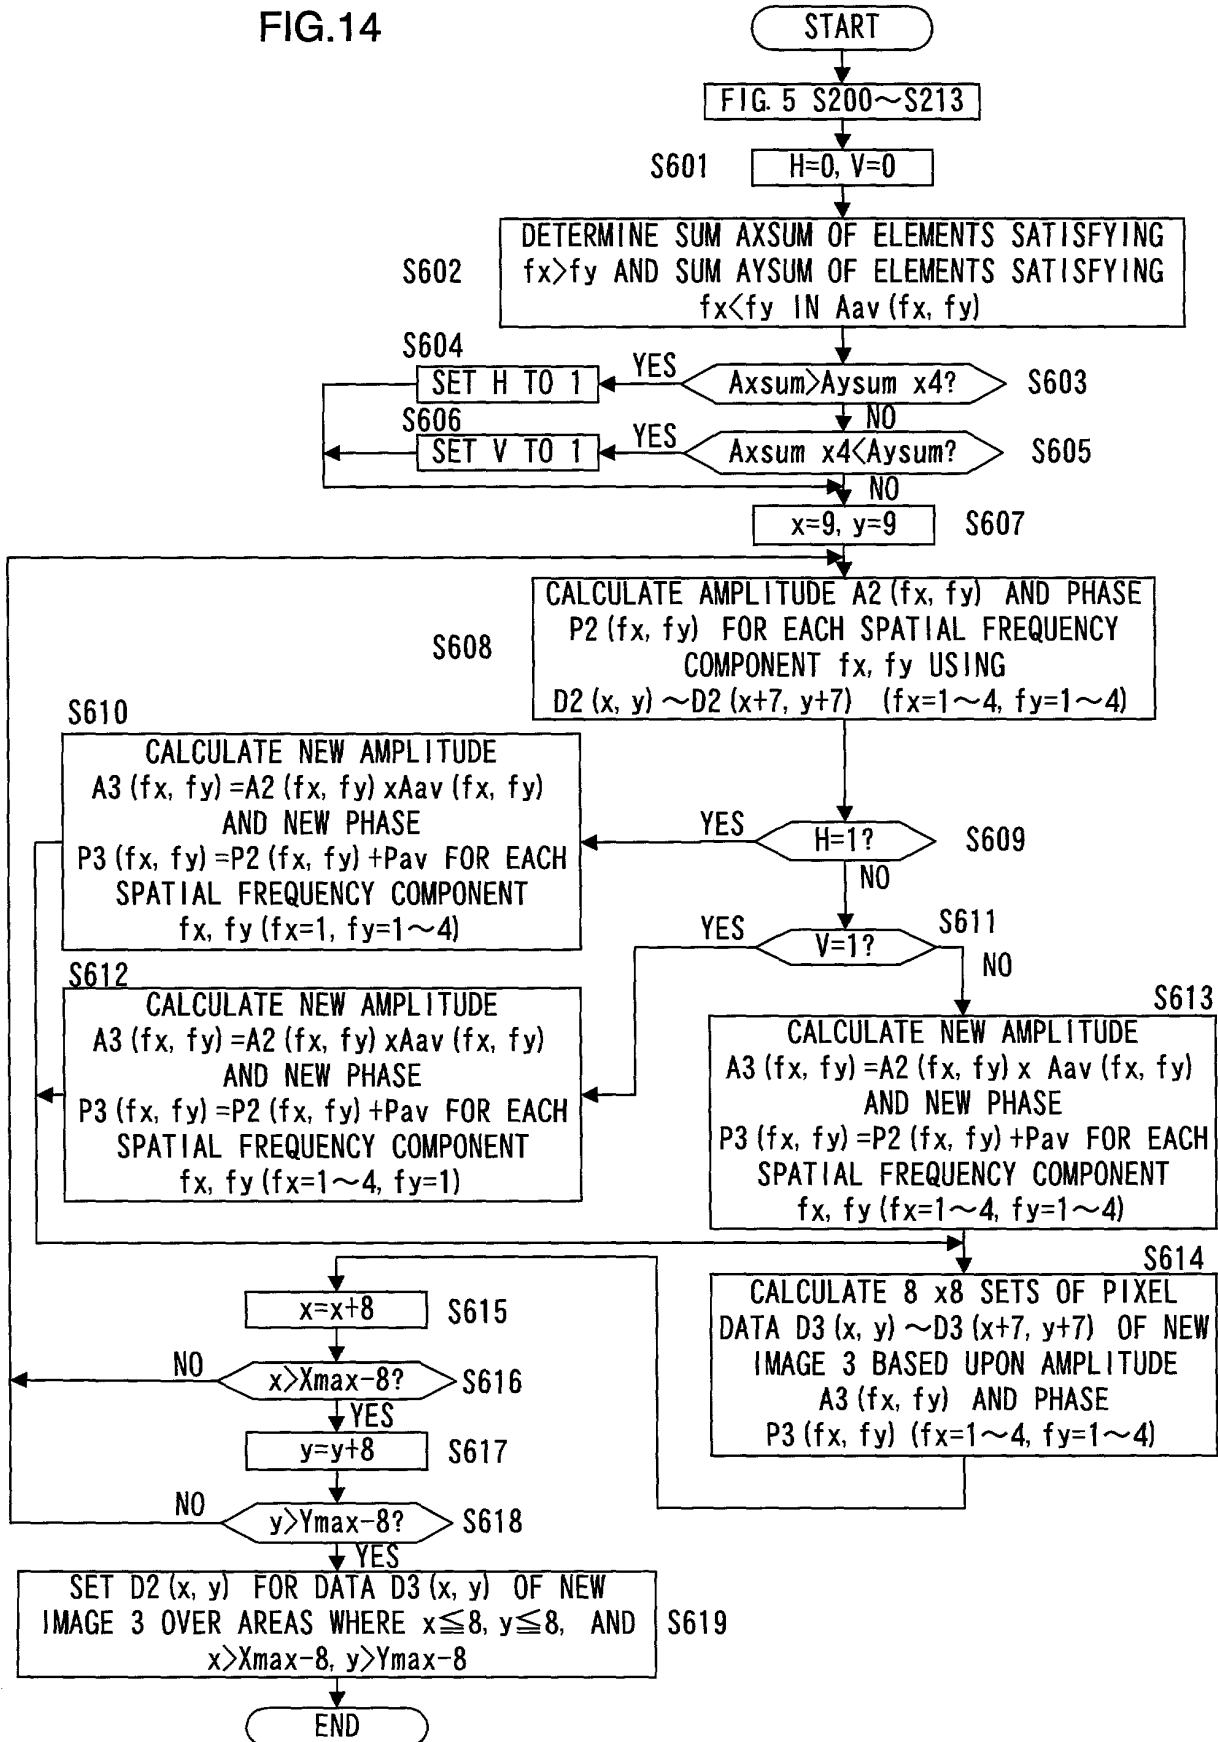 FIG.14
START
FIG. 5 S200~S213
S601
H=0, V=0
S602
DETERMINE SUM AXSUM OF ELEMENTS SATISFYING
fx>fy AND SUM AYSUM OF ELEMENTS SATISFYING
fx<fy IN Aav(fx, fy)
S604
SET H TO 1
YES
Axsum>Aysum x4?
S603
NO
S606
SET V TO 1
YES
Axsum x4<Aysum?
S605
NO
x=9, y=9
S607
S608
CALCULATE AMPLITUDE A2(fx, fy) AND PHASE
P2(fx, fy) FOR EACH SPATIAL FREQUENCY
COMPONENT fx, fy USING
D2(x, y)~D2(x+7, y+7) (fx=1~4, fy=1~4)
S610
CALCULATE NEW AMPLITUDE
A3(fx, fy)=A2(fx, fy)xAav(fx, fy)
AND NEW PHASE
P3(fx, fy)=P2(fx, fy)+Pav FOR EACH
SPATIAL FREQUENCY COMPONENT
fx, fy(fx=1, fy=1~4)
YES
H=1?
S609
NO
YES
V=1?
S611
NO
S612
CALCULATE NEW AMPLITUDE
A3(fx, fy)=A2(fx, fy)xAav(fx, fy)
AND NEW PHASE
P3(fx, fy)=P2(fx, fy)+Pav FOR EACH
SPATIAL FREQUENCY COMPONENT
fx, fy(fx=1~4, fy=1)
S613
CALCULATE NEW AMPLITUDE
A3(fx, fy)=A2(fx, fy)x Aav(fx, fy)
AND NEW PHASE
P3(fx, fy)=P2(fx, fy)+Pav FOR EACH
SPATIAL FREQUENCY COMPONENT
fx, fy(fx=1~4, fy=1~4)
S614
CALCULATE 8 x8 SETS OF PIXEL
DATA D3(x, y)~D3(x+7, y+7) OF NEW
IMAGE 3 BASED UPON AMPLITUDE
A3(fx, fy) AND PHASE
P3(fx, fy) (fx=1~4, fy=1~4)
x=x+8
S615
NO
x>Xmax-8?
S616
YES
y=y+8
S617
NO
y>Ymax-8?
S618
YES
SET D2(x, y) FOR DATA D3(x, y) OF NEW
IMAGE 3 OVER AREAS WHERE x≦8, y≦8, AND
x>Xmax-8, y>Ymax-8
S619
END